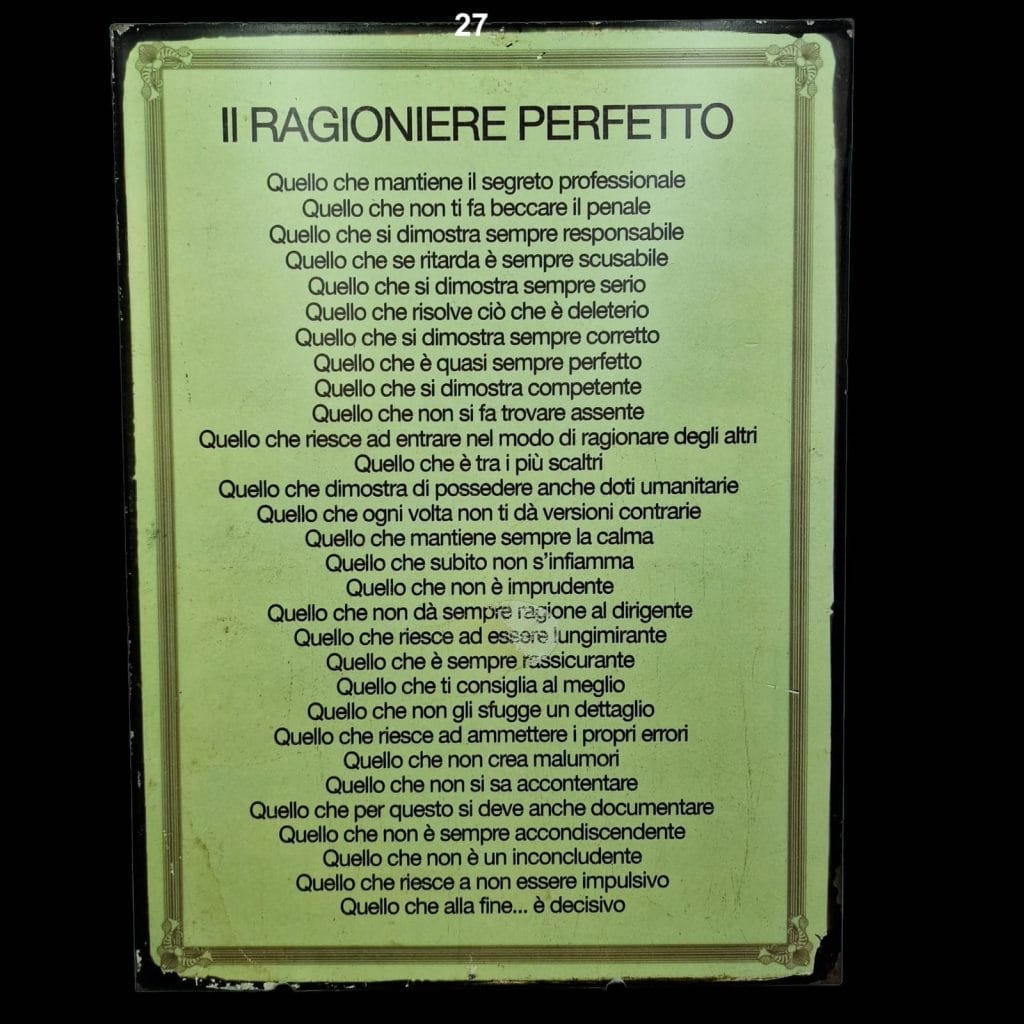 27
Il RAGIONIERE PERFETTO
Quello che mantiene il segreto professionale
Quello che non ti fa beccare il penale
Quello che si dimostra sempre responsabile
Quello che se ritarda è sempre scusabile
Quello che si dimostra sempre serio
Quello che risolve ciò che è deleterio
Quello che si dimostra sempre corretto
Quello che è quasi sempre perfetto
Quello che si dimostra competente
Quello che non si fa trovare assente
Quello che riesce ad entrare nel modo di ragionare degli altri
Quello che è tra i più scaltri
Quello che dimostra di possedere anche doti umanitarie
Quello che ogni volta non ti dà versioni contrarie
Quello che mantiene sempre la calma
Quello che subito non s'infiamma
Quello che non è imprudente
Quello che non dà sempre ragione al dirigente
Quello che riesce ad essere lungimirante
Quello che è sempre rassicurante
Quello che ti consiglia al meglio
Quello che non gli sfugge un dettaglio
Quello che riesce ad ammettere i propri errori
Quello che non crea malumori
Quello che non si sa accontentare
Quello che per questo si deve anche documentare
Quello che non è sempre accondiscendente
Quello che non è un inconcludente
Quello che riesce a non essere impulsivo
Quello che alla fine... è decisivo